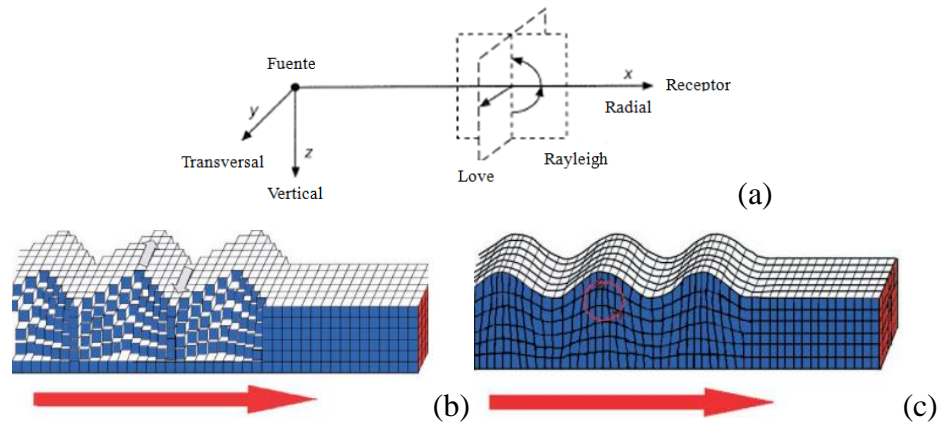 Fuente
x
Receptor
Radial
y
Transversal
z
Vertical
Love
Rayleigh
(a)
(b)
(c)